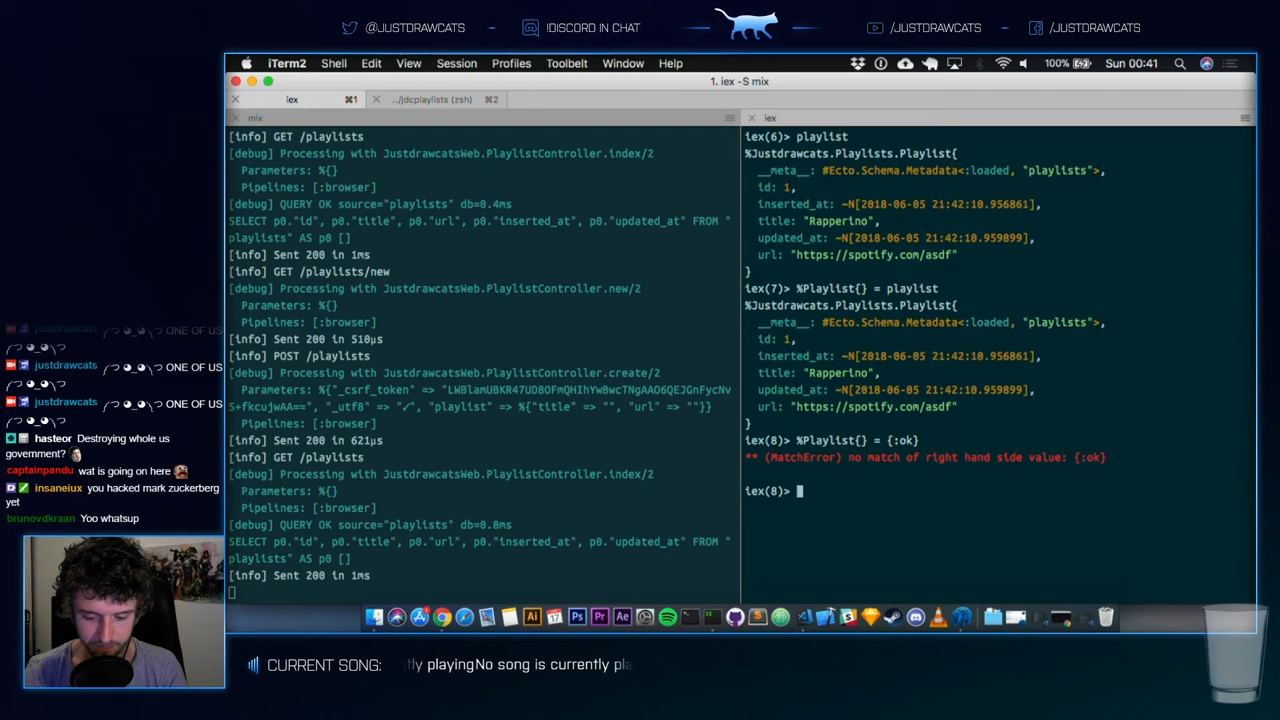 @JUSTDRAWCATS
!DISCORD IN CHAT
/JUSTDRAWCATS
/JUSTDRAWCATS
iTerm2 Shell Edit View Session Profiles Toolbelt Window Help
100%
Sun 00:41
1. iex -S mix
iex ⌘1
../jdcplaylists (zsh) ⌘2
mix
[info] GET /playlists
[debug] Processing with JustdrawcatsWeb.PlaylistController.index/2
Parameters: %{}
Pipelines: [:browser]
[debug] QUERY OK source="playlists" db=0.4ms
SELECT p0."id", p0."title", p0."url", p0."inserted_at", p0."updated_at" FROM "
playlists" AS p0 []
[info] Sent 200 in 1ms
[info] GET /playlists/new
[debug] Processing with JustdrawcatsWeb.PlaylistController.new/2
Parameters: %{}
Pipelines: [:browser]
[info] Sent 200 in 510µs
[info] POST /playlists
[debug] Processing with JustdrawcatsWeb.PlaylistController.create/2
Parameters: %{"_csrf_token" => 
"_utf8" => "✓", "playlist" => %{"title" => "", "url" => ""}}
Pipelines: [:browser]
[info] Sent 200 in 621µs
[info] GET /playlists
[debug] Processing with JustdrawcatsWeb.PlaylistController.index/2
Parameters: %{}
Pipelines: [:browser]
[debug] QUERY OK source="playlists" db=0.8ms
SELECT p0."id", p0."title", p0."url", p0."inserted_at", p0."updated_at" FROM "
playlists" AS p0 []
[info] Sent 200 in 1ms
iex
iex(6)> playlist
%Justdrawcats.Playlists.Playlist{
__meta__: #Ecto.Schema.Metadata<:loaded, "playlists">,
id: 1,
inserted_at: ~N[2018-06-05 21:42:10.956861],
title: "Rapperino",
updated_at: ~N[2018-06-05 21:42:10.959899],
url: "https://spotify.com/asdf"
}
iex(7)> %Playlist{} = playlist
%Justdrawcats.Playlists.Playlist{
__meta__: #Ecto.Schema.Metadata<:loaded, "playlists">,
id: 1,
inserted_at: ~N[2018-06-05 21:42:10.956861],
title: "Rapperino",
updated_at: ~N[2018-06-05 21:42:10.959899],
url: "https://spotify.com/asdf"
}
iex(8)> %Playlist{} = {:ok}
** (MatchError) no match of right hand side value: {:ok}
iex(8)>
justdrawcats ONE OF US
justdrawcats ONE OF US
justdrawcats ONE OF US
hasteor Destroying whole us
government?
captainpandu wat is going on here
insaneiux you hacked mark zuckerberg
yet
brunovdkraan Yoo whatsup
CURRENT SONG: tly playingNo song is currently pla